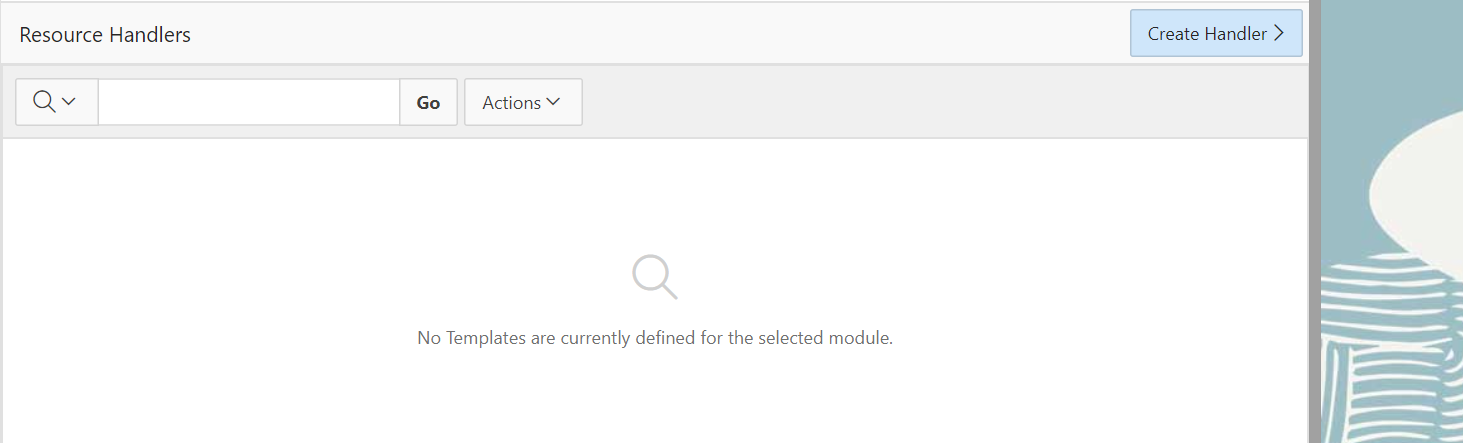 Resource Handlers
Create Handler
Go
Actions
No Templates are currently defined for the selected module.